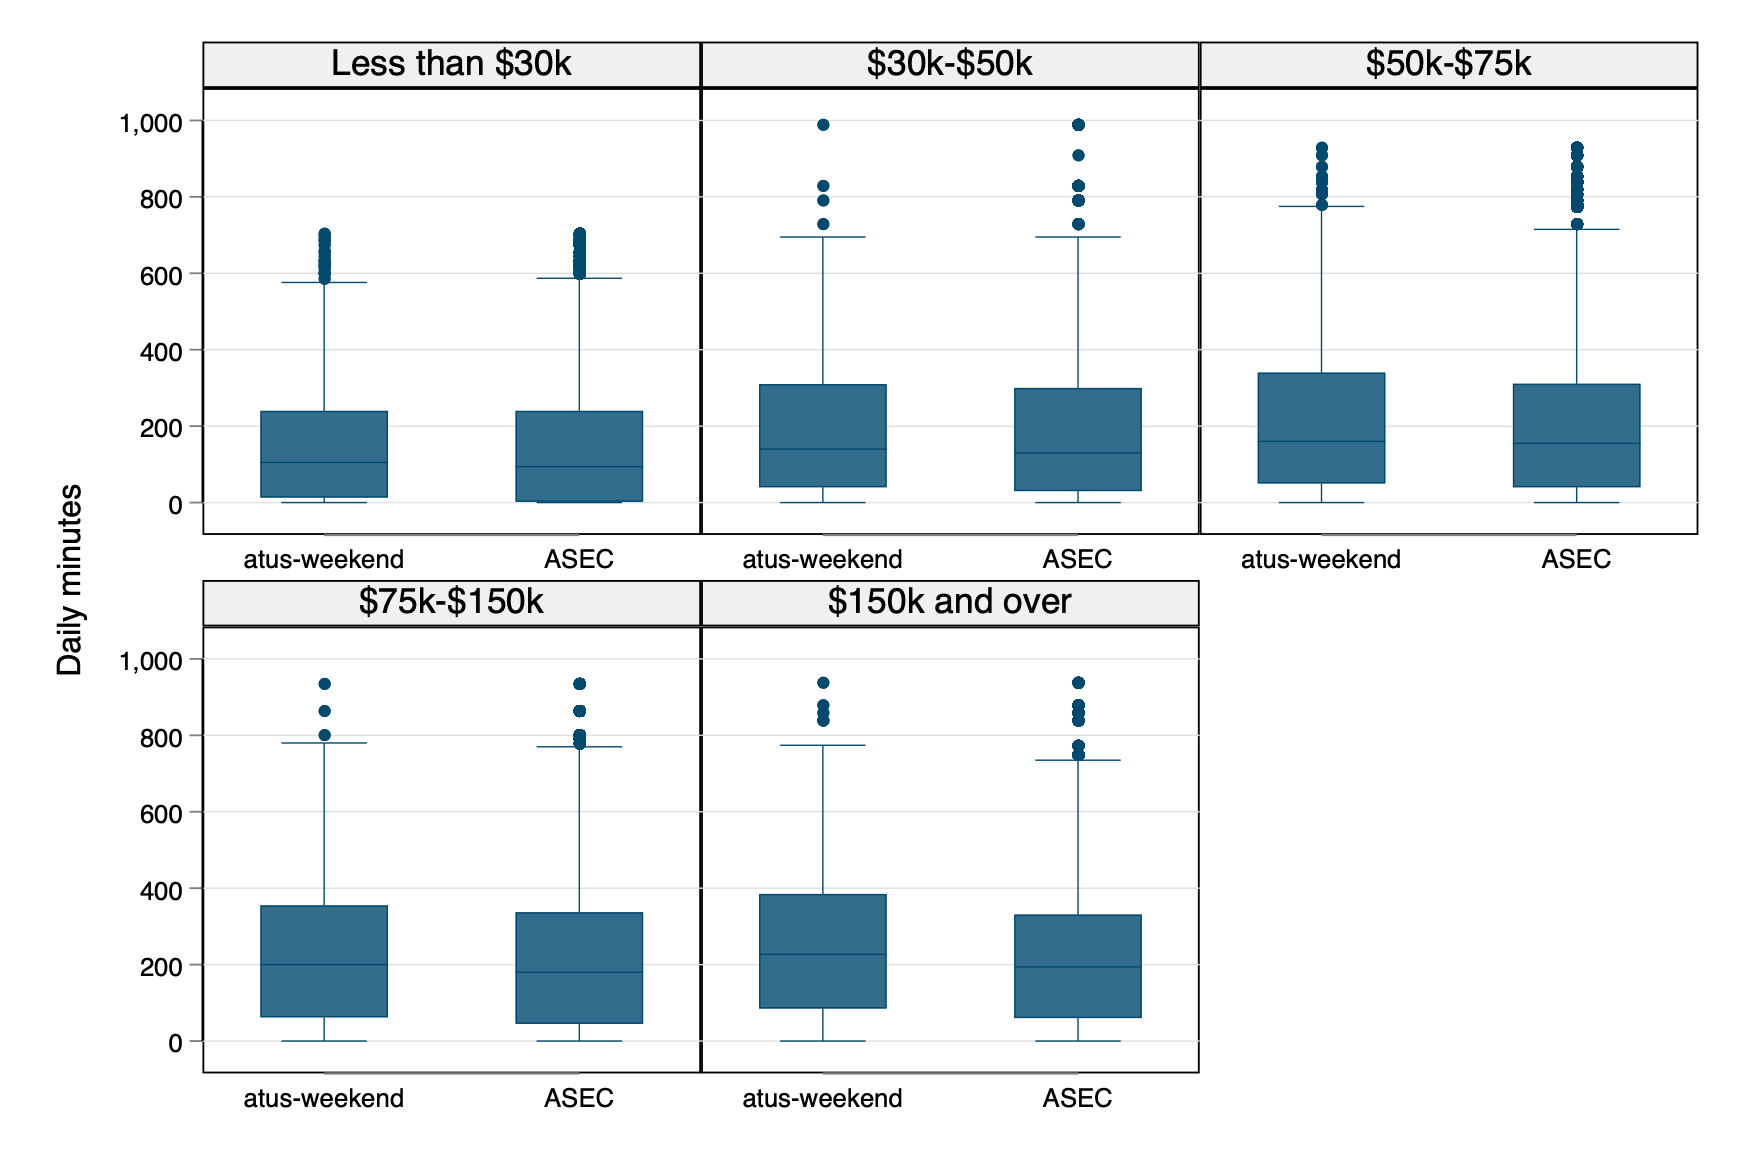 Less than $30k
$30k-$50k
$50k-$75k
1,000
800
600
400
200
0
atus-weekend
ASEC
atus-weekend
ASEC
atus-weekend
ASEC
Daily minutes
$75k-$150k
$150k and over
1,000
800
600
400
200
0
atus-weekend
ASEC
atus-weekend
ASEC